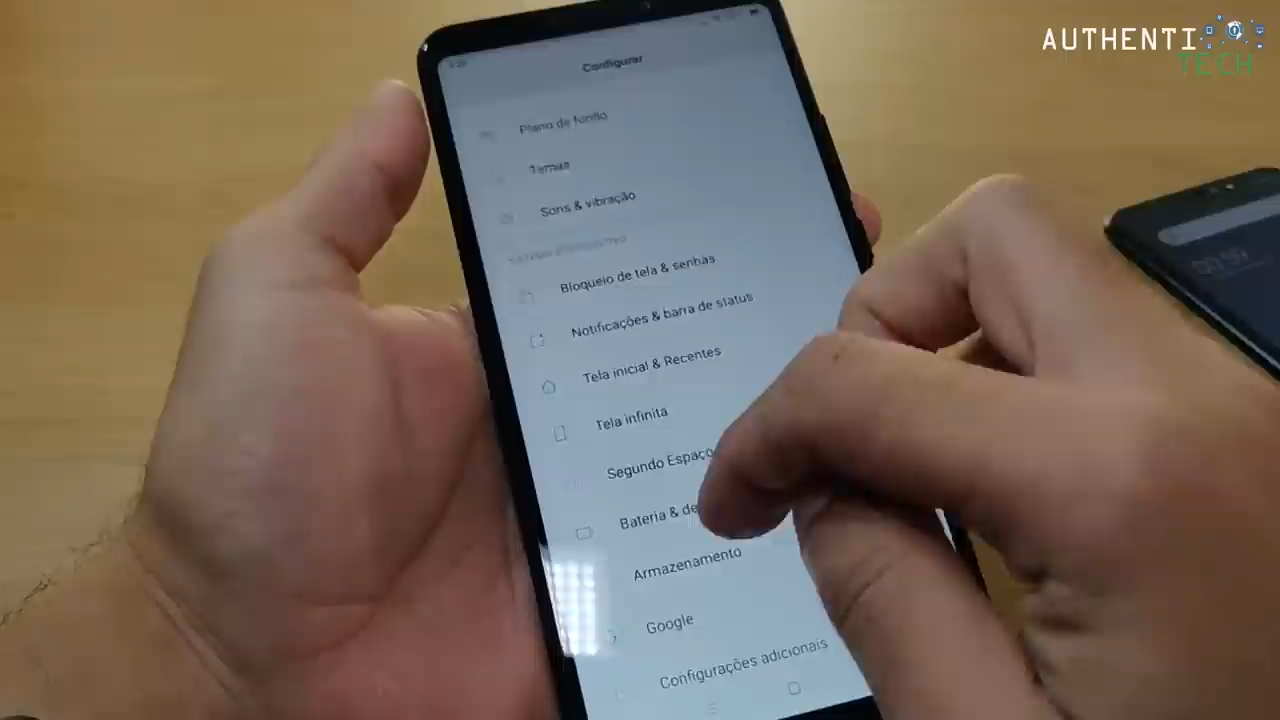 AUTHENTI
TECH
Configurar
Plano de fundo
Temas
Sons & vibração
Bloqueio de tela & senhas
Notificações & barra de status
Tela inicial & Recentes
Tela infinita
Segundo Espaço
Bateria & de
Armazenamento
Google
Configurações adicionais